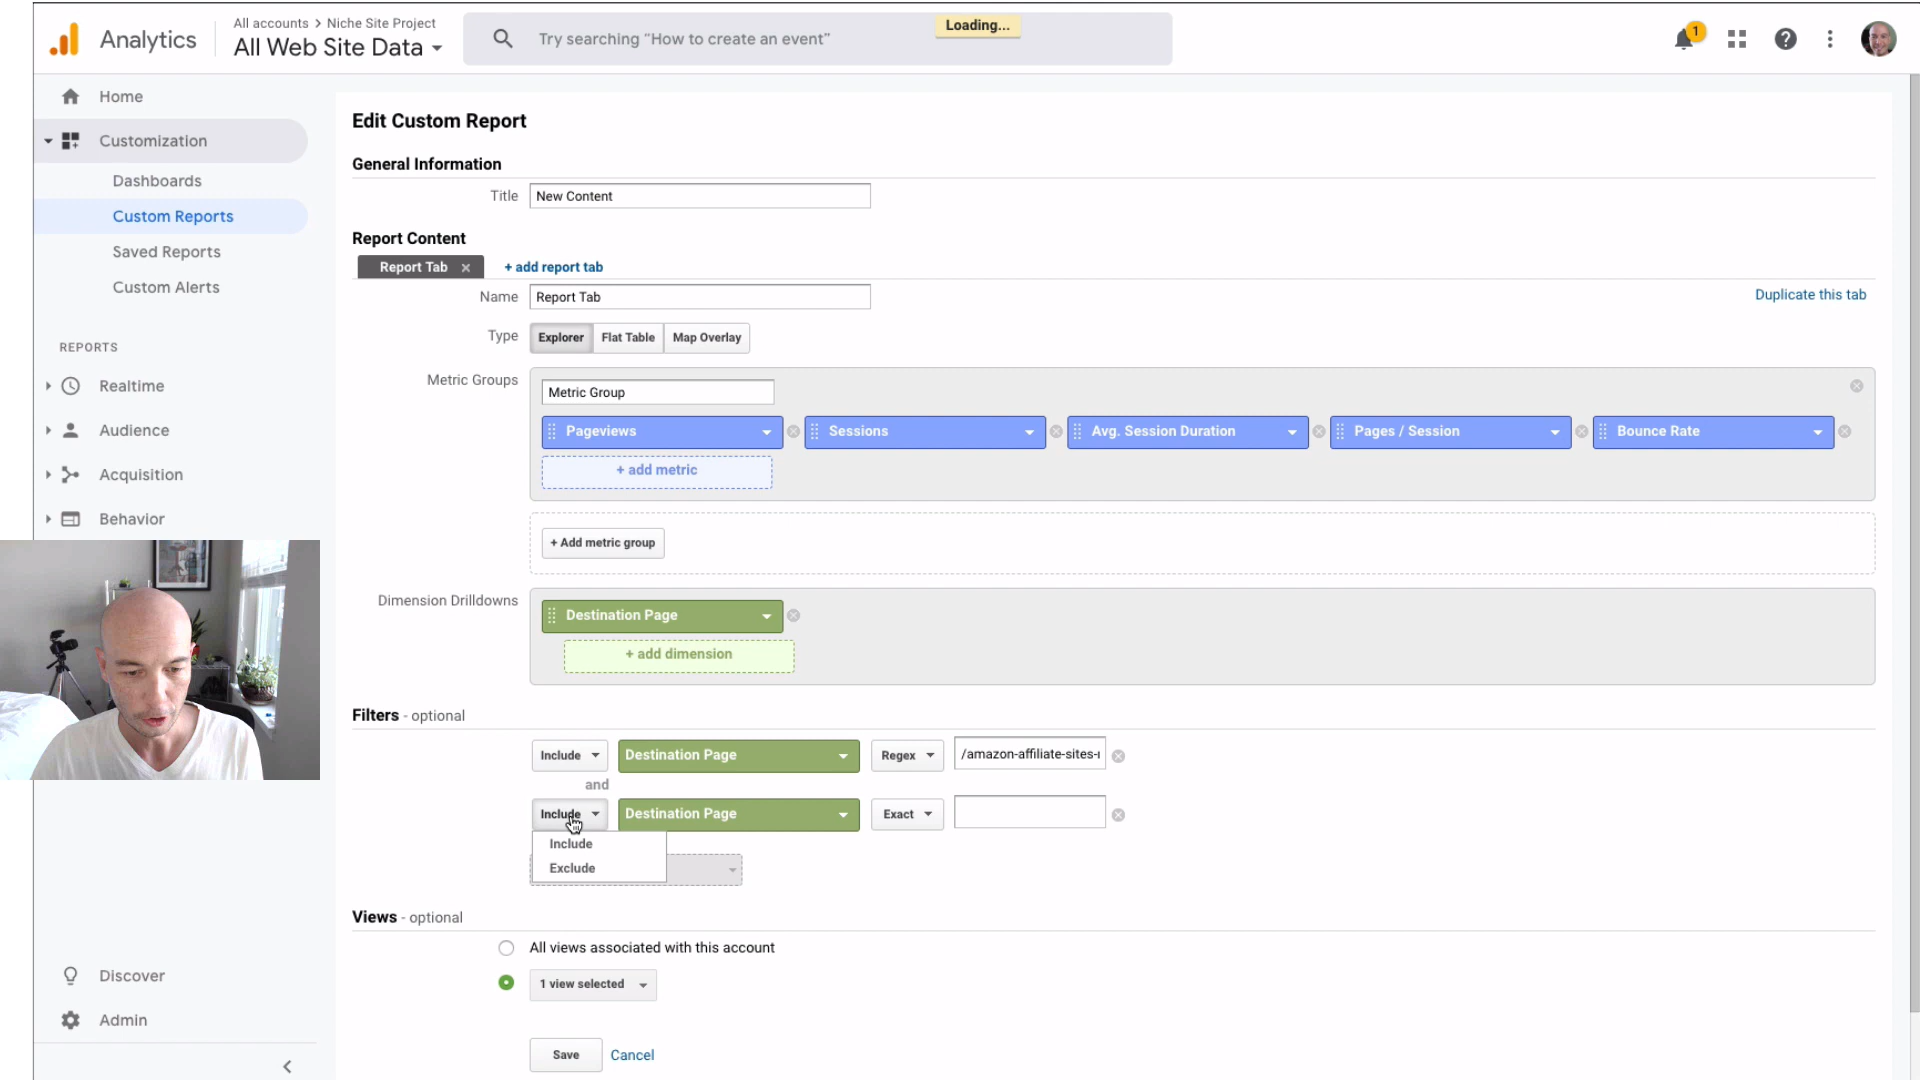 Analytics
All accounts > Niche Site Project
All Web Site Data
Try searching “How to create an event”
Loading...
1
Home
Customization
Dashboards
Custom Reports
Saved Reports
Custom Alerts
REPORTS
Realtime
Audience
Acquisition
Behavior
Discover
Admin
Edit Custom Report
General Information
Title New Content
Report Content
Report Tab + add report tab
Name Report Tab Duplicate this tab
Type Explorer Flat Table Map Overlay
Metric Groups Metric Group
Pageviews Sessions Avg. Session Duration Pages / Session Bounce Rate
+ add metric
+ Add metric group
Dimension Drilldowns Destination Page
+ add dimension
Filters - optional
Include Destination Page Regex /amazon-affiliate-sites-
and
Include Destination Page Exact
Include
Exclude
Views - optional
All views associated with this account
1 view selected
Save Cancel